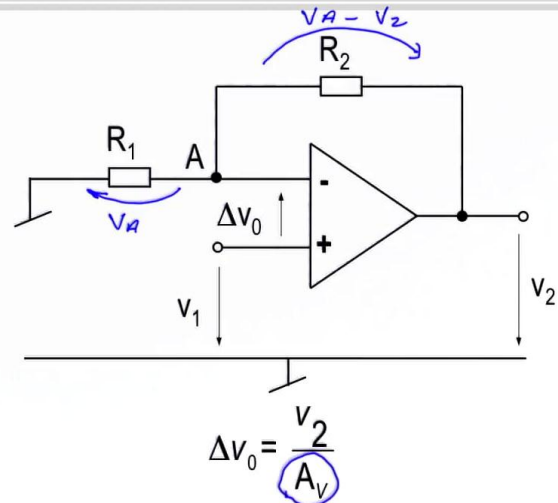 VA - V2
R2
R1
A
VA
Δv0
-
+
v1
v2
Δv0 = v2 / Av